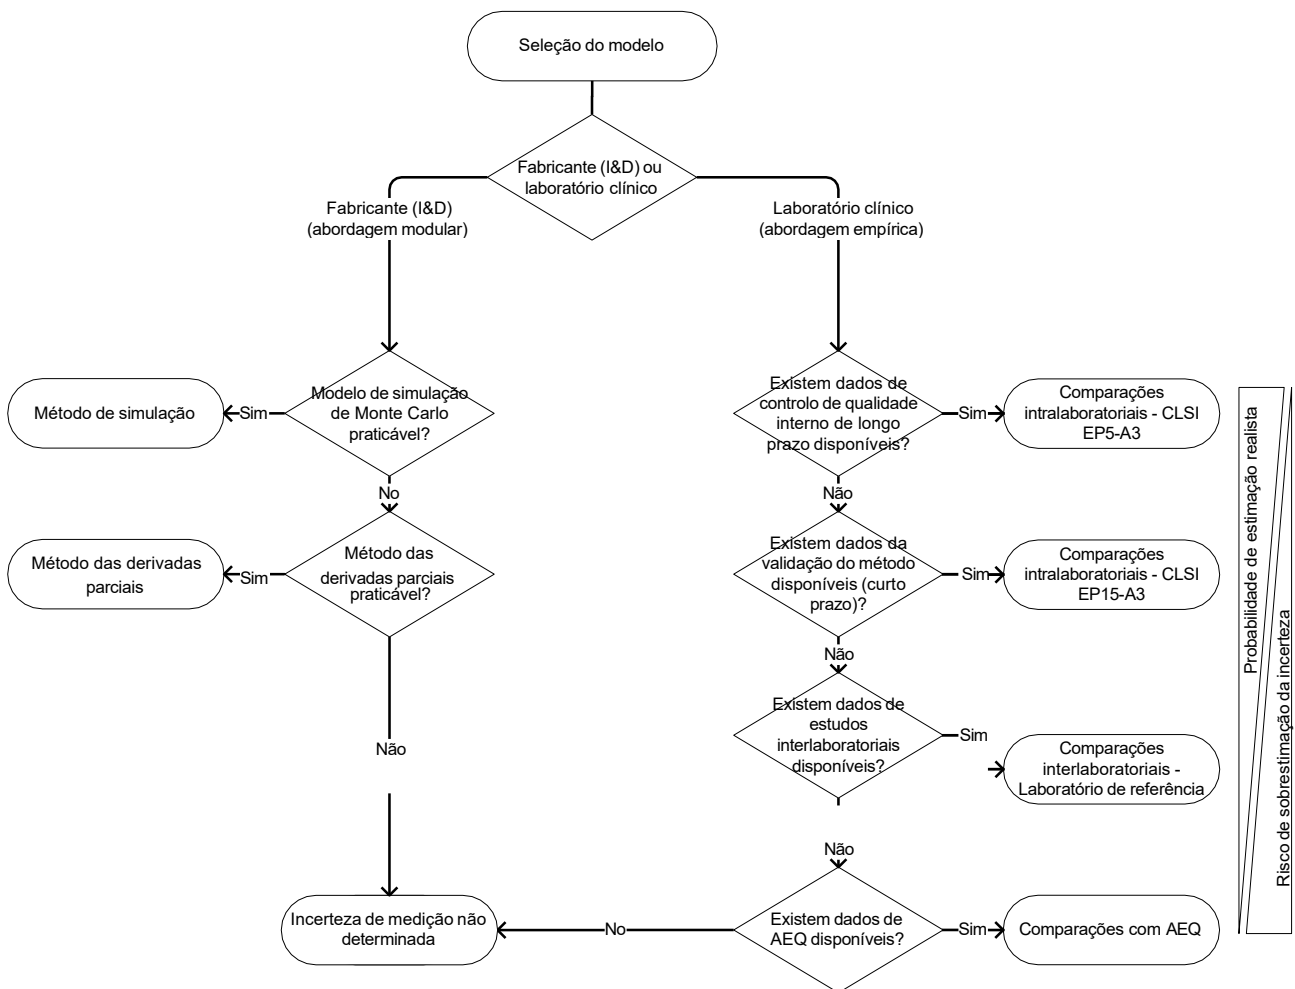 Seleção do modelo
Fabricante (I&D) ou
laboratório clínico
Fabricante (I&D)
(abordagem modular)
Laboratório clínico
(abordagem empírica)
Método de simulação
Sim
Modelo de simulação
de Monte Carlo
praticável?
Existem dados de
controlo de qualidade
interno de longo
prazo disponíveis?
Sim
Comparações
intralaboratoriais - CLSI
EP5-A3
No
Não
Método das derivadas
parciais
Sim
Método das
derivadas parciais
praticável?
Existem dados da
validação do método
disponíveis (curto
prazo)?
Sim
Comparações
intralaboratoriais - CLSI
EP15-A3
Não
Não
Existem dados de
estudos
interlaboratoriais
disponíveis?
Sim
Comparações
interlaboratoriais -
Laboratório de referência
Não
Incerteza de medição não
determinada
No
Existem dados de
AEQ disponíveis?
Sim
Comparações com AEQ
Probabilidade de estimação realista
Risco de sobrestimação da incerteza